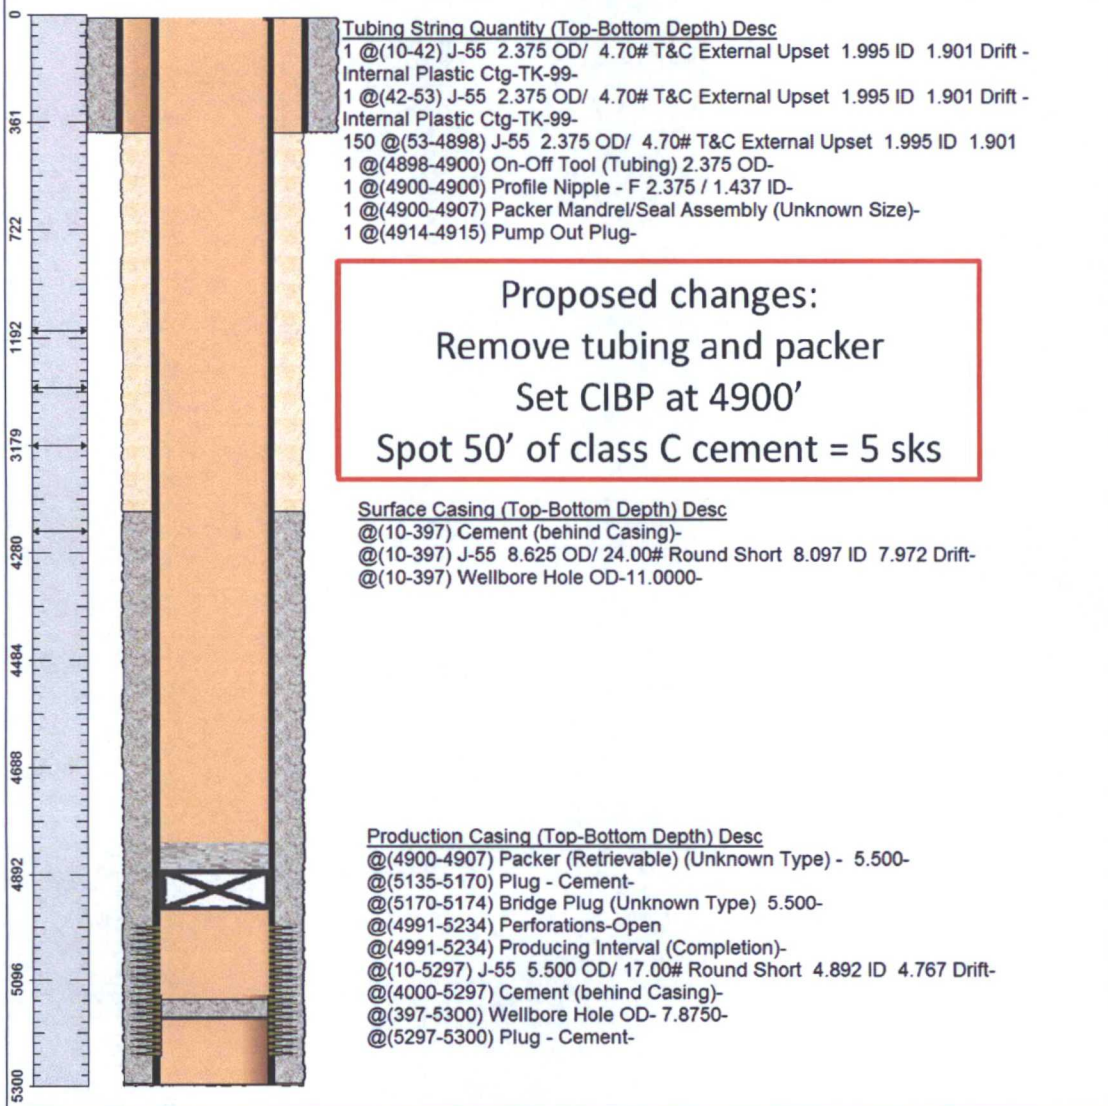 0
361
722
1192
3179
4280
4484
4688
4892
5096
5300
Tubing String Quantity (Top-Bottom Depth) Desc
1 @(10-42) J-55 2.375 OD/ 4.70# T&C External Upset 1.995 ID 1.901 Drift -
Internal Plastic Ctg-TK-99-
1 @(42-53) J-55 2.375 OD/ 4.70# T&C External Upset 1.995 ID 1.901 Drift -
Internal Plastic Ctg-TK-99-
150 @(53-4898) J-55 2.375 OD/ 4.70# T&C External Upset 1.995 ID 1.901
1 @(4898-4900) On-Off Tool (Tubing) 2.375 OD-
1 @(4900-4900) Profile Nipple - F 2.375 / 1.437 ID-
1 @(4900-4907) Packer Mandrel/Seal Assembly (Unknown Size)-
1 @(4914-4915) Pump Out Plug-
Proposed changes:
Remove tubing and packer
Set CIBP at 4900'
Spot 50' of class C cement = 5 sks
Surface Casing (Top-Bottom Depth) Desc
@(10-397) Cement (behind Casing)-
@(10-397) J-55 8.625 OD/ 24.00# Round Short 8.097 ID 7.972 Drift-
@(10-397) Wellbore Hole OD-11.0000-
Production Casing (Top-Bottom Depth) Desc
@(4900-4907) Packer (Retrievable) (Unknown Type) - 5.500-
@(5135-5170) Plug - Cement-
@(5170-5174) Bridge Plug (Unknown Type) 5.500-
@(4991-5234) Perforations-Open
@(4991-5234) Producing Interval (Completion)-
@(10-5297) J-55 5.500 OD/ 17.00# Round Short 4.892 ID 4.767 Drift-
@(4000-5297) Cement (behind Casing)-
@(397-5300) Wellbore Hole OD- 7.8750-
@(5297-5300) Plug - Cement-